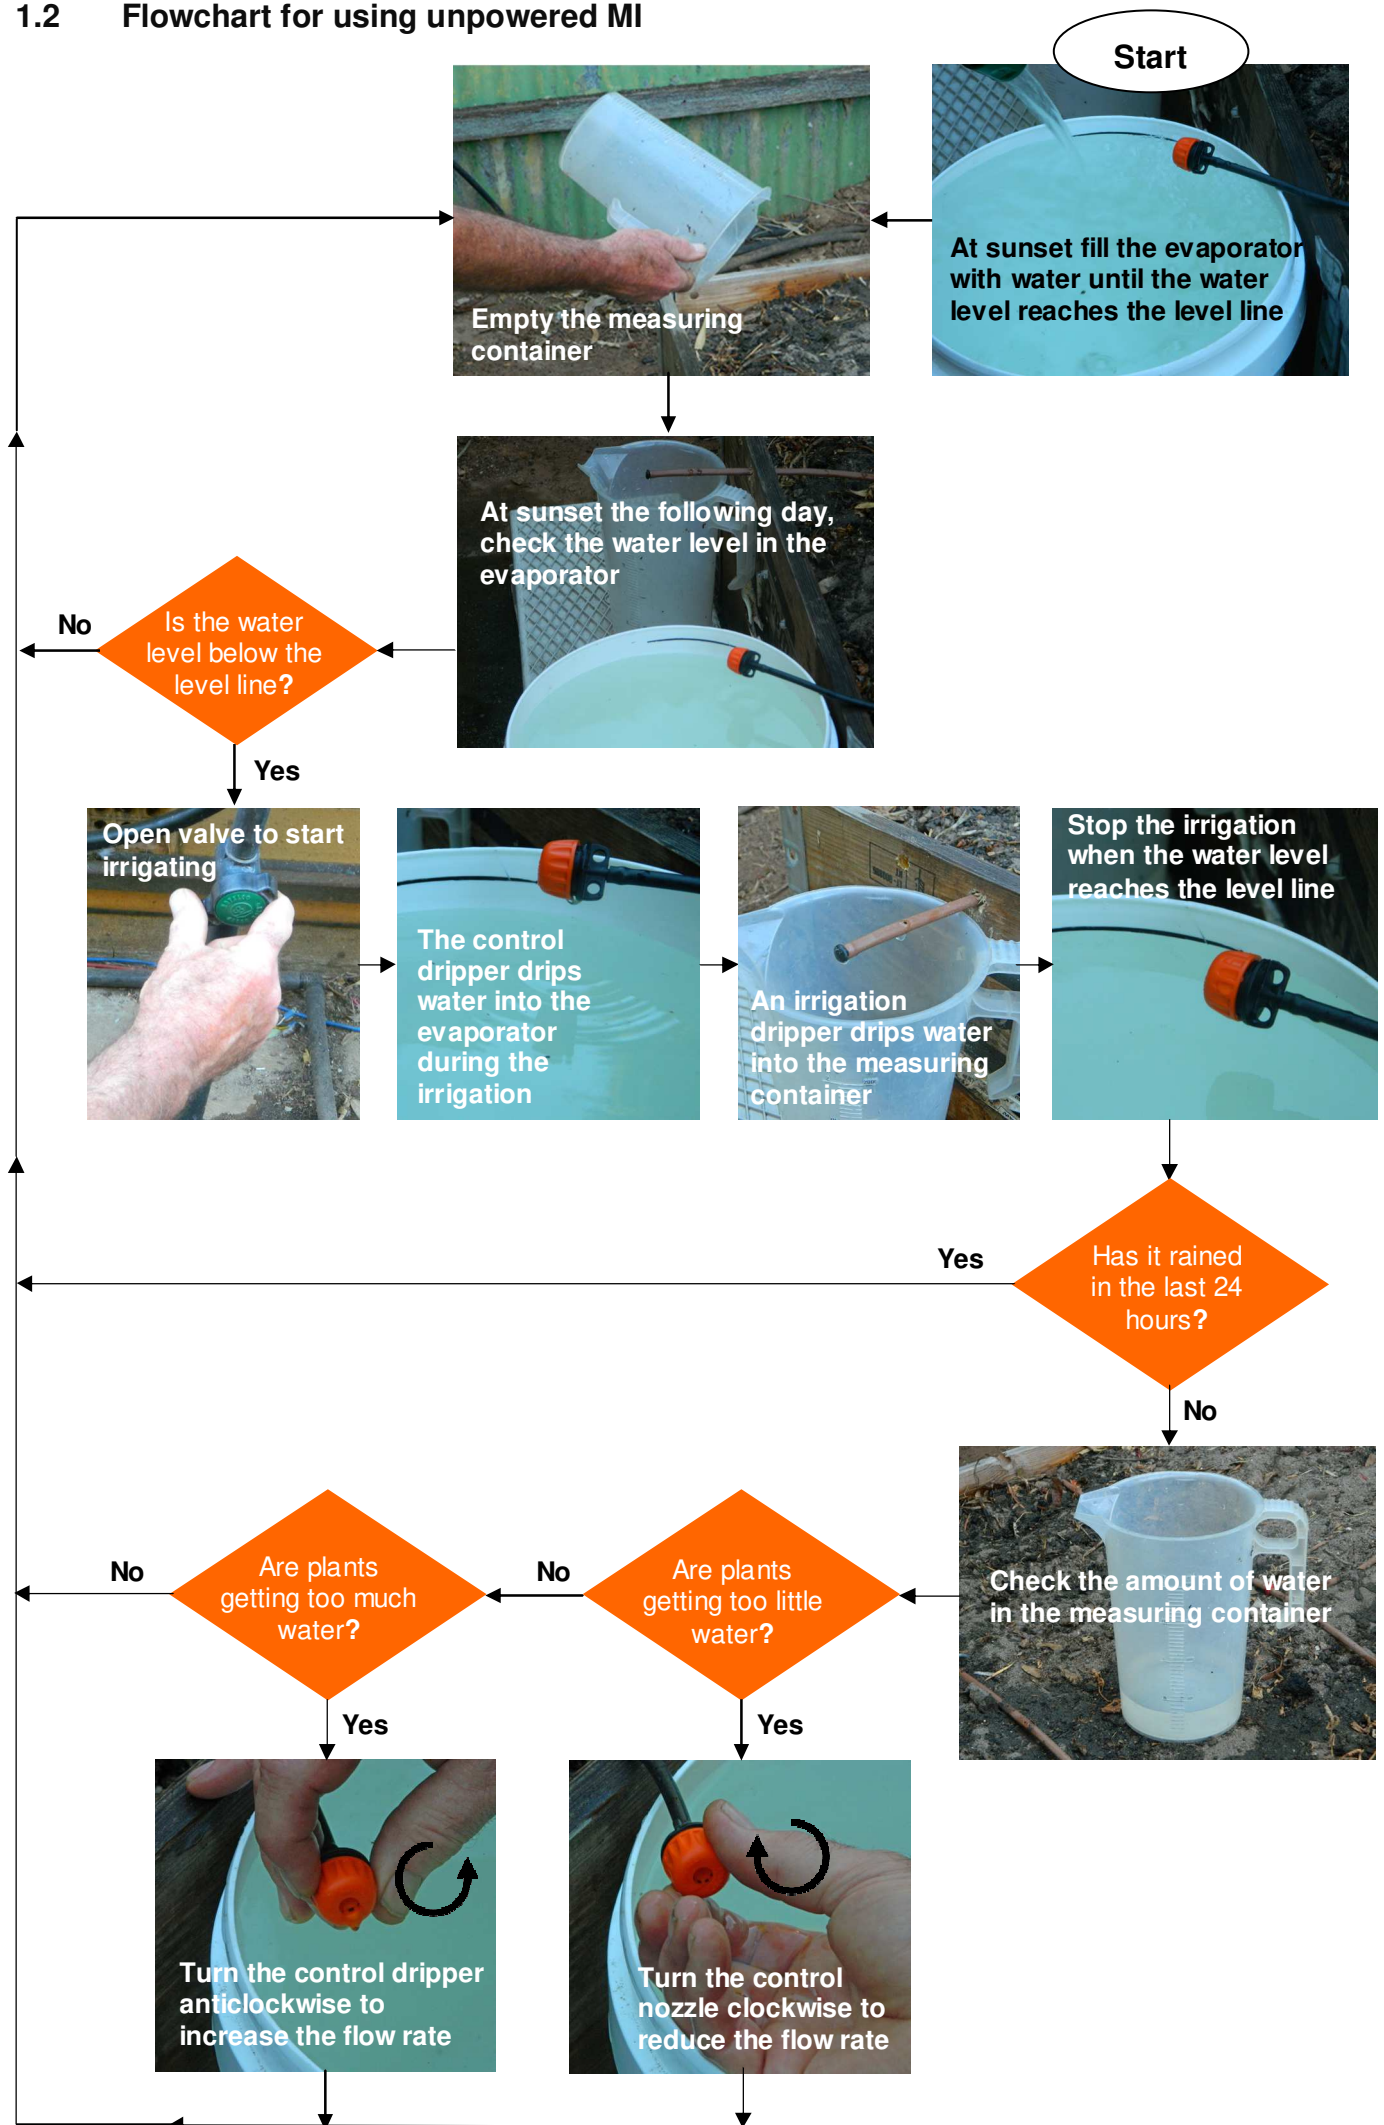 1.2 Flowchart for using unpowered MI
Start
At sunset fill the evaporator
with water until the water
level reaches the level line
Empty the measuring
container
At sunset the following day,
check the water level in the
evaporator
Is the water
level below the
level line?
No
Yes
Open valve to start
irrigating
The control
dripper drips
water into the
evaporator
during the
irrigation
An irrigation
dripper drips water
into the measuring
container
Stop the irrigation
when the water level
reaches the level line
Has it rained
in the last 24
hours?
Yes
No
Check the amount of water
in the measuring container
Are plants
getting too little
water?
No
Yes
Are plants
getting too much
water?
No
Yes
Turn the control dripper
anticlockwise to
increase the flow rate
Turn the control
nozzle clockwise to
reduce the flow rate